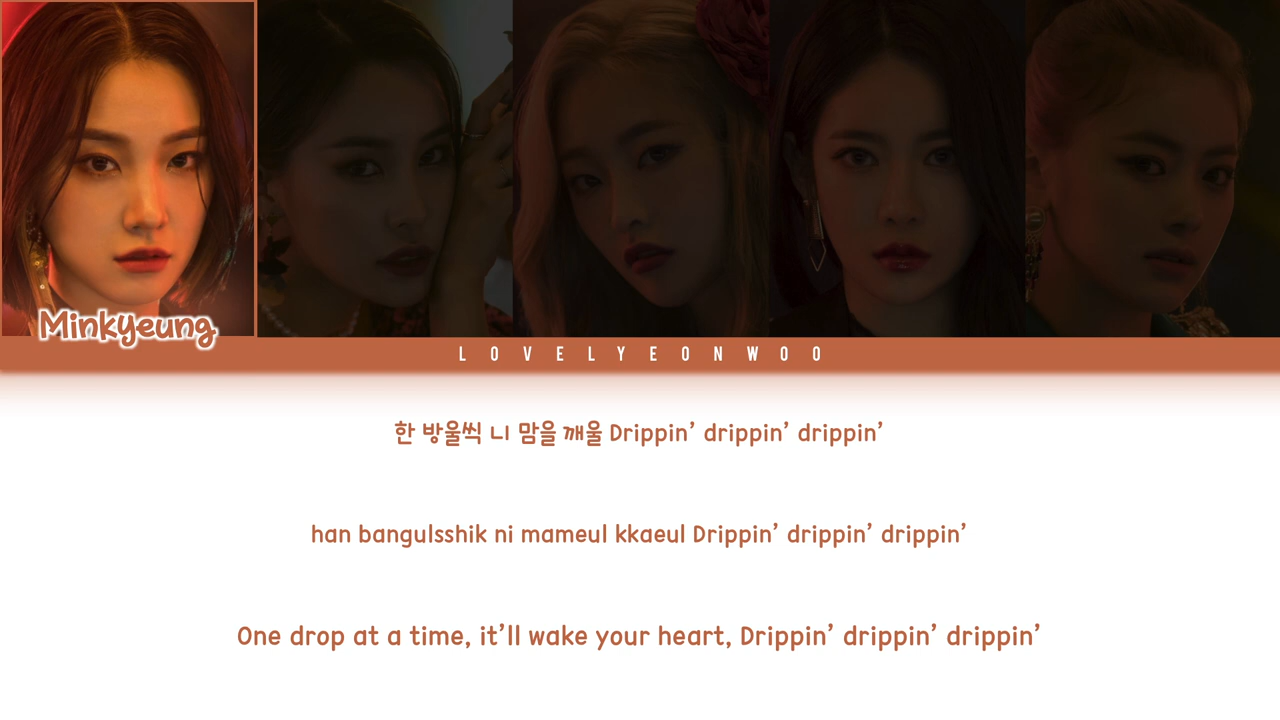 Minkyeung
LOVELYEONWOO
한 방울씩 니 맘을 깨울 Drippin’ drippin’ drippin’
han bangulsshik ni mameul kkaeul Drippin’ drippin’ drippin’
One drop at a time, it’ll wake your heart, Drippin’ drippin’ drippin’